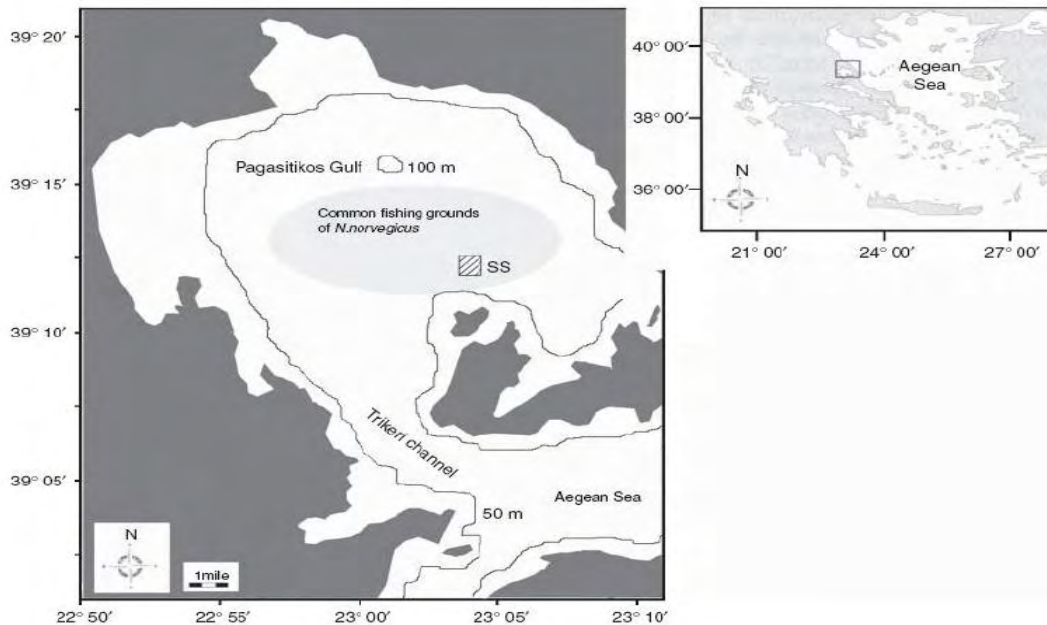 39° 20′
39° 15′
39° 10′
39° 05′
Pagasitikos Gulf
100 m
Common fishing grounds
of N.norvegicus
SS
Trikeri channel
Aegean Sea
50 m
N
1mile
22° 50′
22° 55′
23° 00′
23° 05′
23° 10′
40° 00′
38° 00′
36° 00′
Aegean
Sea
N
21° 00′
24° 00′
27° 00′